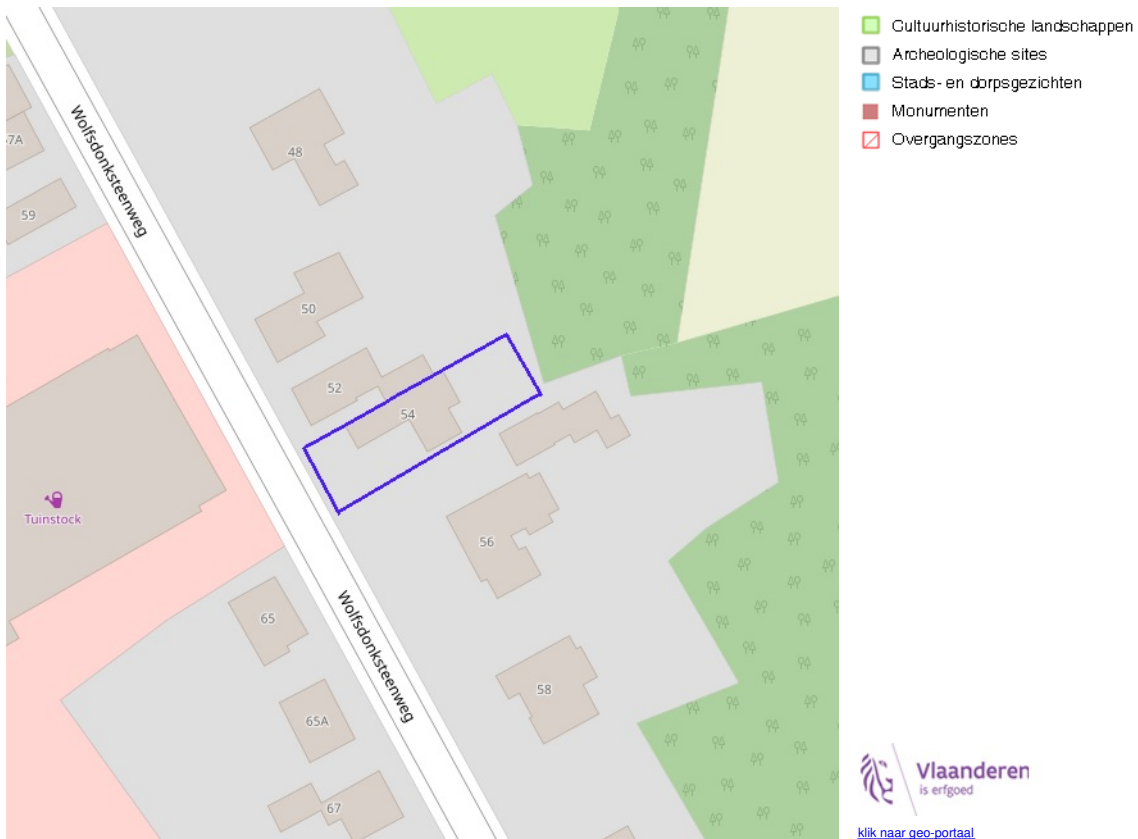 Cultuurhistorische landschappen
Archeologische sites
Stads- en dorpsgezichten
Monumenten
Overgangszones
Wolfsdonksteenweg
48
59
50
52
54
Tuinstock
56
65
Wolfsdonksteenweg
58
65A
67
Vlaanderen
is erfgoed
klik naar geo-portaal